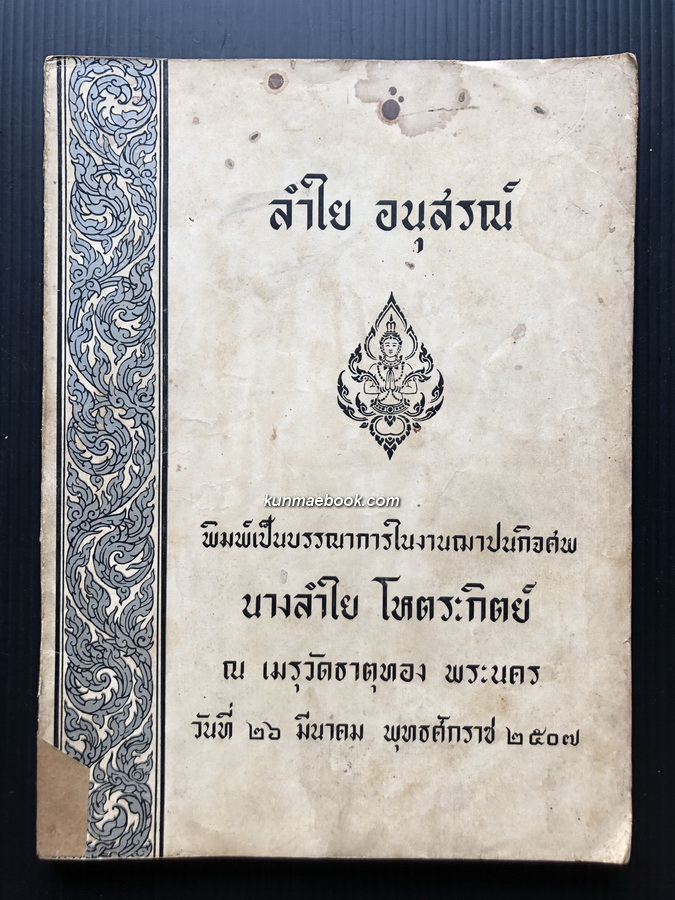 ลำใย อนุสรณ์
kunmaebook.com
พิมพ์เป็นบรรณาการในงานฌาปนกิจศพ
นางลำใย โหตระกิตย์
ณ เมรุวัดธาตุทอง พระนคร
วันที่ ๒๖ มีนาคม พุทธศักราช ๒๕๐๗